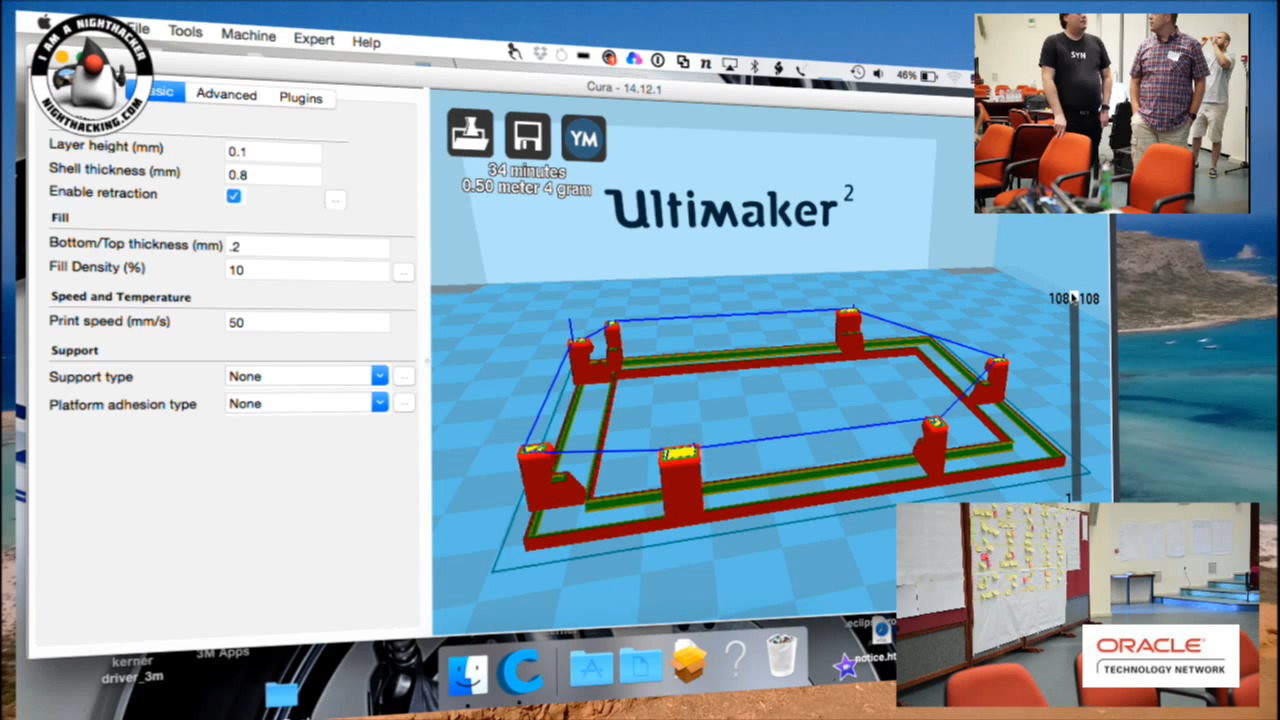 I AM A NIGHTHACKER
NIGHTHACKING.COM
File Tools Machine Expert Help
46%
Cura - 14.12.1
Advanced Plugins
Layer height (mm) 0.1
Shell thickness (mm) 0.8
Enable retraction
...
Fill
Bottom/Top thickness (mm) .2
Fill Density (%) 10
...
Speed and Temperature
Print speed (mm/s) 50
Support
Support type None
...
Platform adhesion type None
...
YM
34 minutes
0.50 meter 4 gram
Ultimaker 2
108 108
1
SYN
kerner
driver_3m
3M Apps
notice.ht
ORACLE
TECHNOLOGY NETWORK